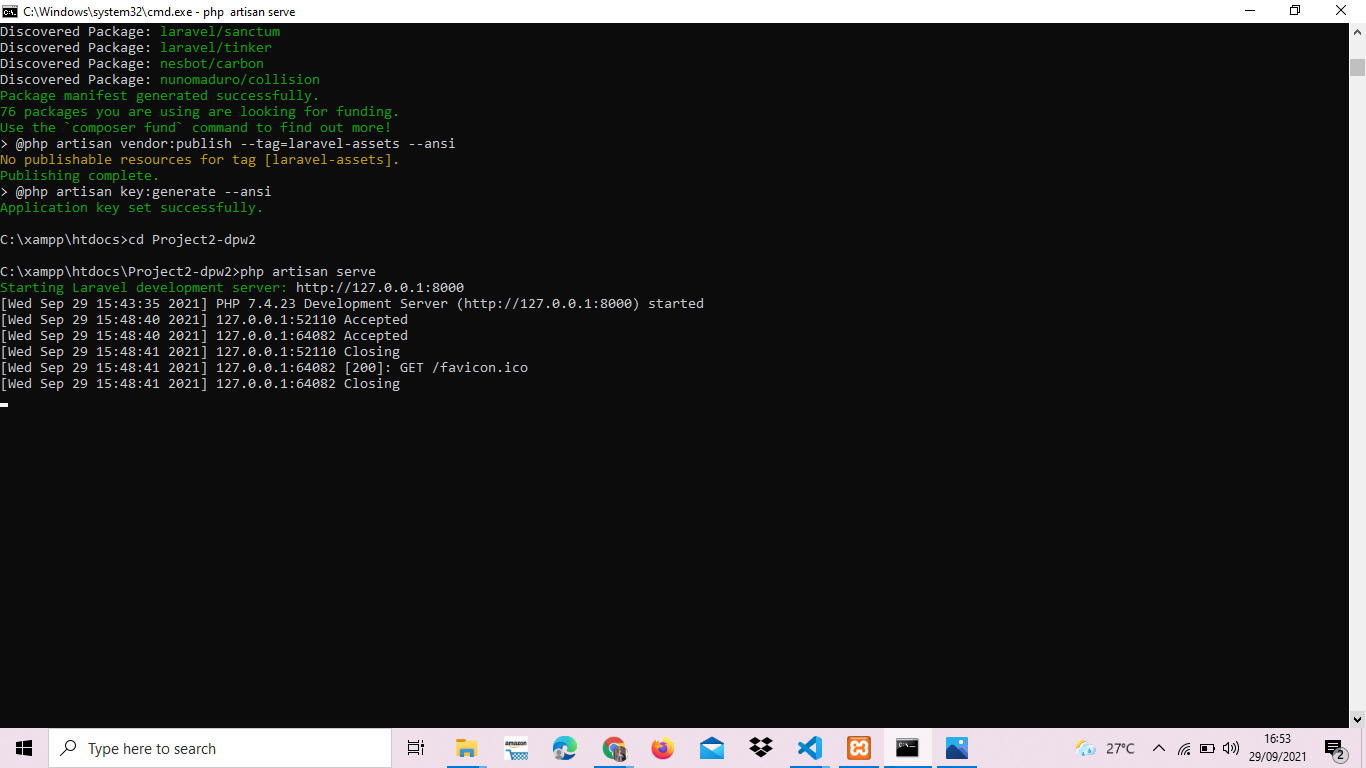 C:\Windows\system32\cmd.exe - php  artisan serve
Discovered Package: laravel/sanctum
Discovered Package: laravel/tinker
Discovered Package: nesbot/carbon
Discovered Package: nunomaduro/collision
Package manifest generated successfully.
76 packages you are using are looking for funding.
Use the `composer fund` command to find out more!
> @php artisan vendor:publish --tag=laravel-assets --ansi
No publishable resources for tag [laravel-assets].
Publishing complete.
> @php artisan key:generate --ansi
Application key set successfully.
C:\xampp\htdocs>cd Project2-dpw2
C:\xampp\htdocs\Project2-dpw2>php artisan serve
Starting Laravel development server: http://127.0.0.1:8000
[Wed Sep 29 15:43:35 2021] PHP 7.4.23 Development Server (http://127.0.0.1:8000) started
[Wed Sep 29 15:48:40 2021] 127.0.0.1:52110 Accepted
[Wed Sep 29 15:48:40 2021] 127.0.0.1:64082 Accepted
[Wed Sep 29 15:48:41 2021] 127.0.0.1:52110 Closing
[Wed Sep 29 15:48:41 2021] 127.0.0.1:64082 [200]: GET /favicon.ico
[Wed Sep 29 15:48:41 2021] 127.0.0.1:64082 Closing
Type here to search
amazon
27°C
16:53
29/09/2021
2